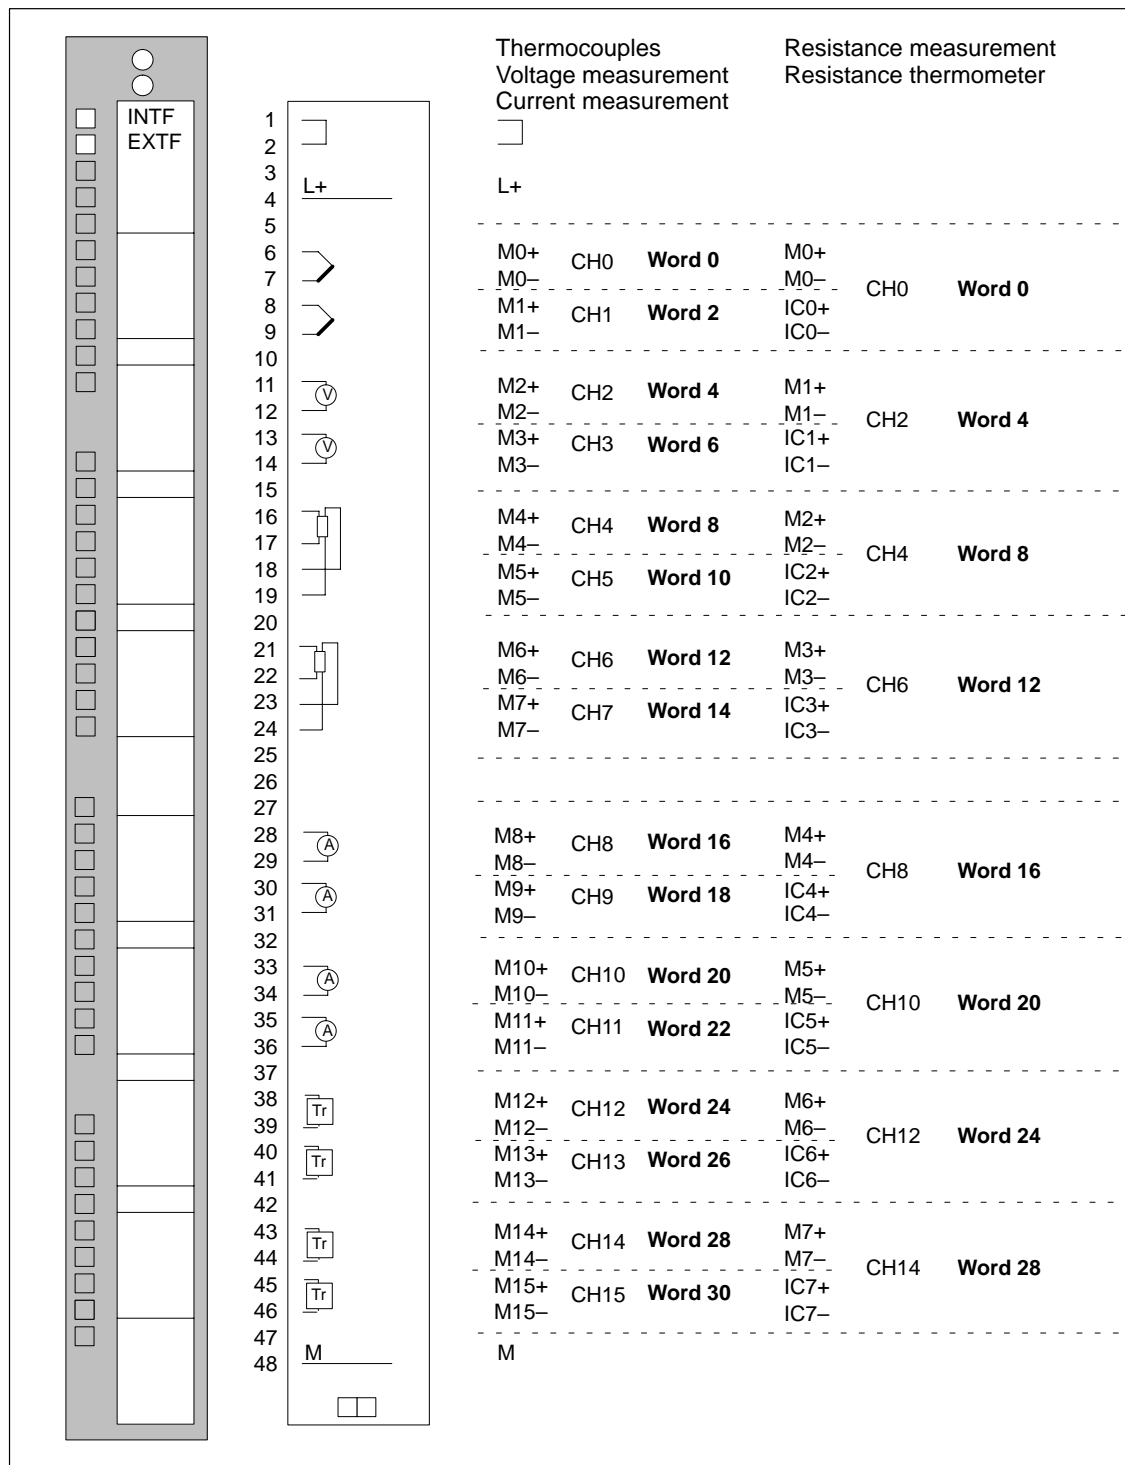 Thermocouples Resistance measurement
Voltage measurement Resistance thermometer
Current measurement
INTF
EXTF
1
2
3
L+ L+
4
5
6 M0+ CH0 Word 0 M0+
7 M0– M0– CH0 Word 0
8 M1+ CH1 Word 2 IC0+
9 M1– IC0–
10
11 M2+ CH2 Word 4 M1+
12 V M2– M1– CH2 Word 4
13 M3+ CH3 Word 6 IC1+
14 V M3– IC1–
15
16 M4+ CH4 Word 8 M2+
17 M4– M2– CH4 Word 8
18 M5+ CH5 Word 10 IC2+
19 M5– IC2–
20
21 M6+ CH6 Word 12 M3+
22 M6– M3– CH6 Word 12
23 M7+ CH7 Word 14 IC3+
24 M7– IC3–
25
26
27
28 A M8+ CH8 Word 16 M4+
29 M8– M4– CH8 Word 16
30 A M9+ CH9 Word 18 IC4+
31 M9– IC4–
32
33 A M10+ CH10 Word 20 M5+
34 M10– M5– CH10 Word 20
35 A M11+ CH11 Word 22 IC5+
36 M11– IC5–
37
38 Tr M12+ CH12 Word 24 M6+
39 M12– M6– CH12 Word 24
40 Tr M13+ CH13 Word 26 IC6+
41 M13– IC6–
42
43 Tr M14+ CH14 Word 28 M7+
44 M14– M7– CH14 Word 28
45 Tr M15+ CH15 Word 30 IC7+
46 M15– IC7–
47
M M
48